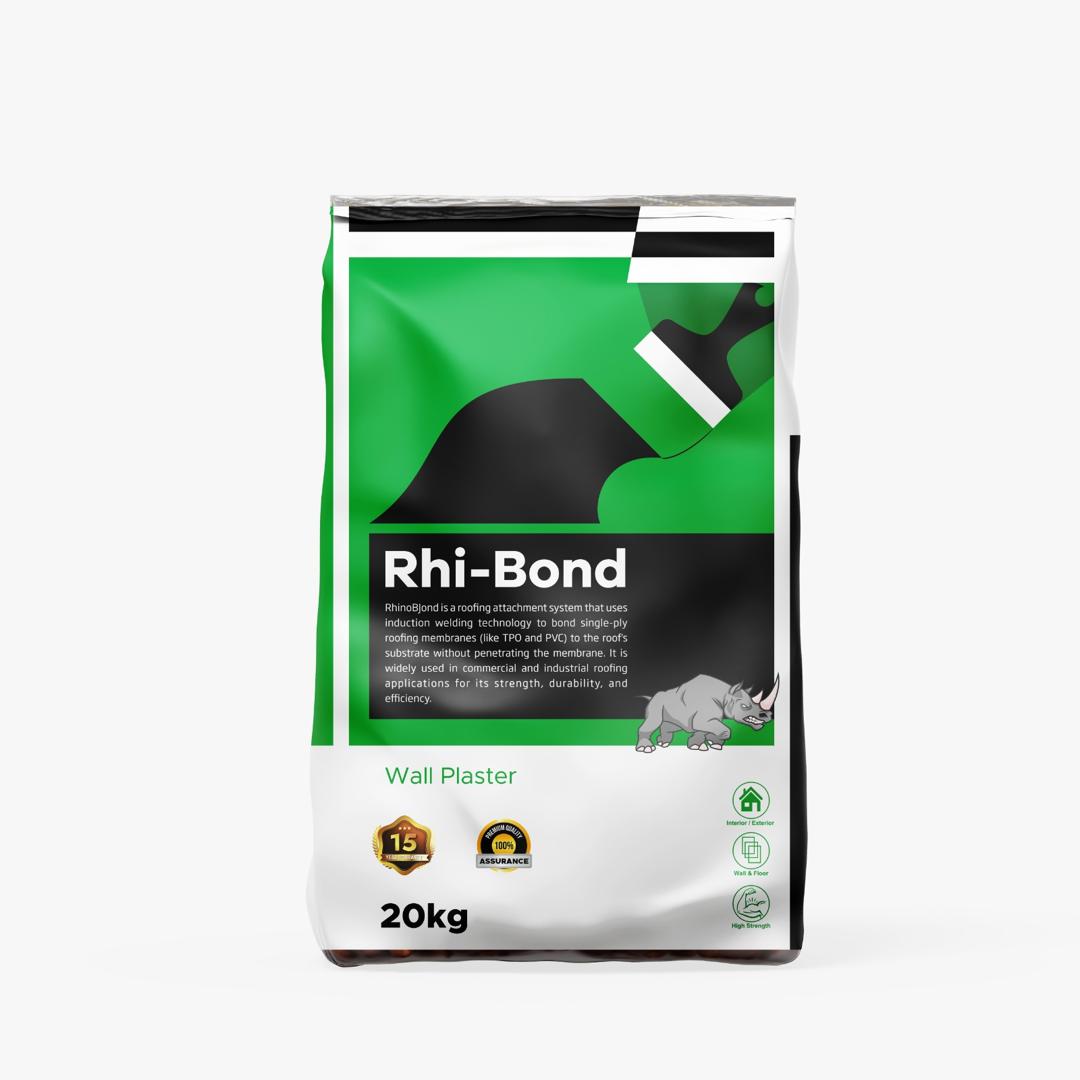 Rhi-Bond
RhinoBJond is a roofing attachment system that uses
induction welding technology to bond single-ply
roofing membranes (like TPO and PVC) to the roof's
substrate without penetrating the membrane. It is
widely used in commercial and industrial roofing
applications for its strength, durability, and
efficiency.
Wall Plaster
15
PREMIUM QUALITY
100%
ASSURANCE
20kg
Interior / Exterior
Wall & Floor
High Strength